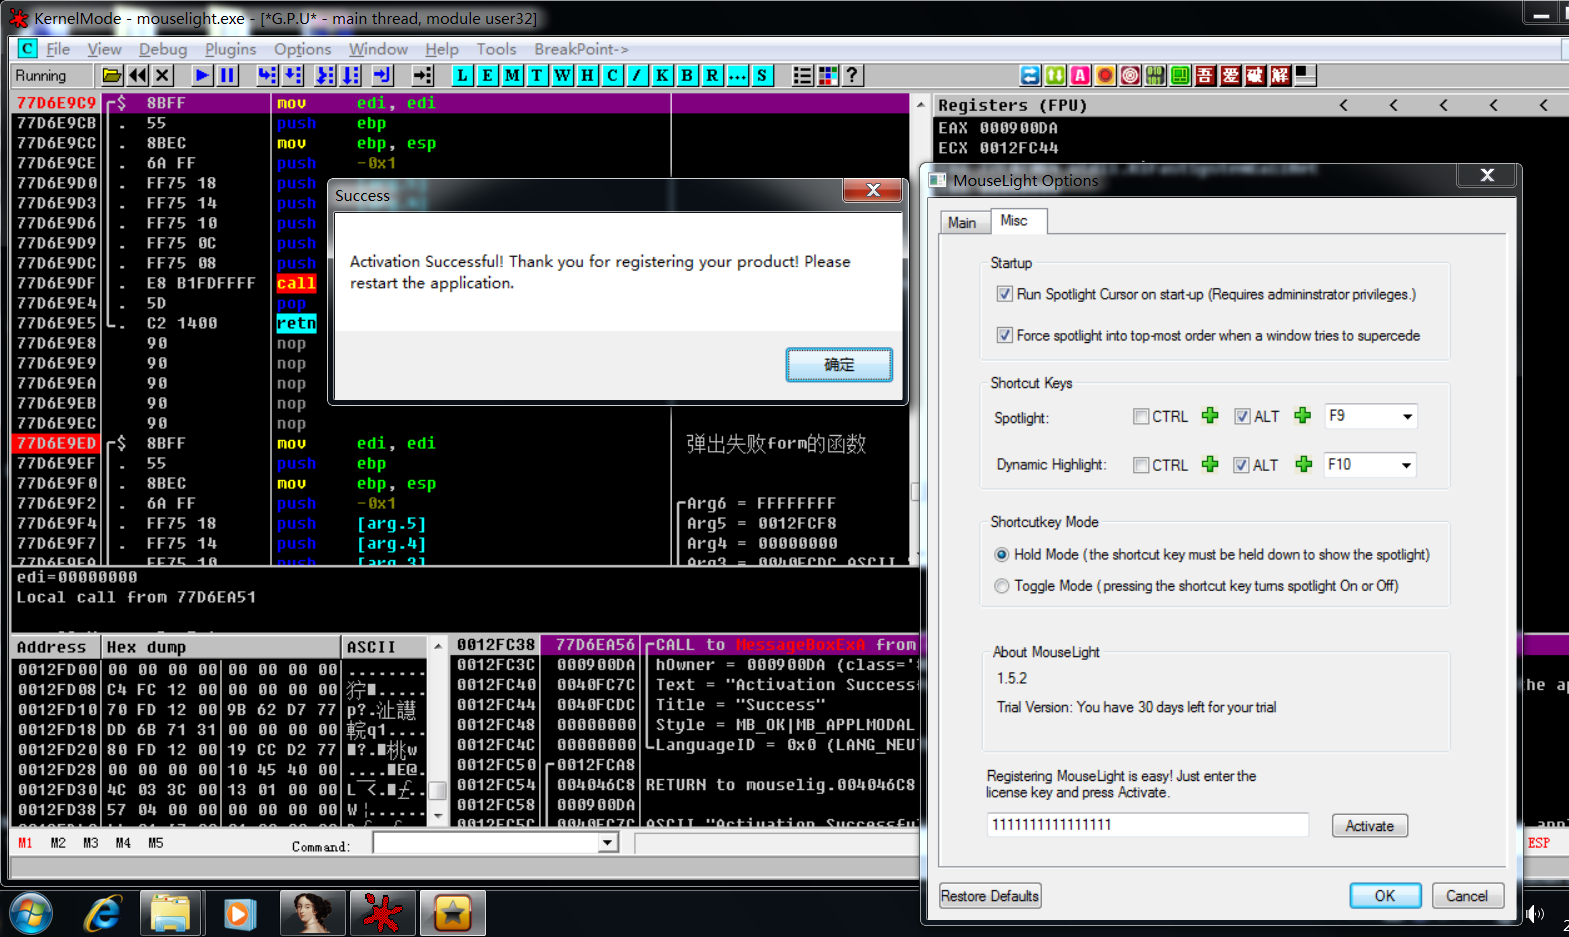 KernelMode - mouselight.exe - [*G.P.U* - main thread, module user32]
C File View Debug Plugins Options Window Help Tools BreakPoint->
Running L E M T W H C / K B R ... S ? A 吾 爱 破 解
77D6E9C9 $ 8BFF mov edi, edi
77D6E9CB . 55 push ebp
77D6E9CC . 8BEC mov ebp, esp
77D6E9CE . 6A FF push -0x1
77D6E9D0 . FF75 18 push
77D6E9D3 . FF75 14 push
77D6E9D6 . FF75 10 push
77D6E9D9 . FF75 0C push
77D6E9DC . FF75 08 push
77D6E9DF . E8 B1FDFFFF call
77D6E9E4 . 5D pop
77D6E9E5 . C2 1400 retn
77D6E9E8 90 nop
77D6E9E9 90 nop
77D6E9EA 90 nop
77D6E9EB 90 nop
77D6E9EC 90 nop
77D6E9ED $ 8BFF mov edi, edi 弹出失败form的函数
77D6E9EF . 55 push ebp
77D6E9F0 . 8BEC mov ebp, esp
77D6E9F2 . 6A FF push -0x1 Arg6 = FFFFFFFF
77D6E9F4 . FF75 18 push [arg.5] Arg5 = 0012FCF8
77D6E9F7 . FF75 14 push [arg.4] Arg4 = 00000000
77D6E9FA . FF75 10 push [arg.3] Arg3 = 0040FCDC ASCII
edi=00000000
Local call from 77D6EA51
Registers (FPU) < < < < <
EAX 000900DA
ECX 0012FC44
Success
Activation Successful! Thank you for registering your product! Please
restart the application.
确定
Address Hex dump ASCII
0012FD00 00 00 00 00 00 00 00 00 ........
0012FD08 C4 FC 12 00 00 00 00 00
0012FD10 70 FD 12 00 9B 62 D7 77
0012FD18 DD 6B 71 31 00 00 00 00
0012FD20 80 FD 12 00 19 CC D2 77
0012FD28 00 00 00 00 10 45 40 00
0012FD30 4C 03 3C 00 13 01 00 00
0012FD38 57 04 00 00 00 00 00 00
0012FC38 77D6EA56 CALL to MessageBoxExA from
0012FC3C 000900DA hOwner = 000900DA (class='
0012FC40 0040FC7C Text = "Activation Success
0012FC44 0040FCDC Title = "Success"
0012FC48 00000000 Style = MB_OK|MB_APPLMODAL
0012FC4C 00000000 LanguageID = 0x0 (LANG_NEU
0012FC50 0012FCA8
0012FC54 004046C8 RETURN to mouselig.004046C8
0012FC58 000900DA
0012FC5C 0040FC7C ASCII "Activation Successfu
M1 M2 M3 M4 M5 Command: ESP
MouseLight Options
Main Misc
Startup
Run Spotlight Cursor on start-up (Requires admininstrator privileges.)
Force spotlight into top-most order when a window tries to supercede
Shortcut Keys
Spotlight: CTRL ALT F9
Dynamic Highlight: CTRL ALT F10
Shortcutkey Mode
Hold Mode (the shortcut key must be held down to show the spotlight)
Toggle Mode (pressing the shortcut key turns spotlight On or Off)
About MouseLight
1.5.2
Trial Version: You have 30 days left for your trial
Registering MouseLight is easy! Just enter the
license key and press Activate.
1111111111111111 Activate
Restore Defaults OK Cancel